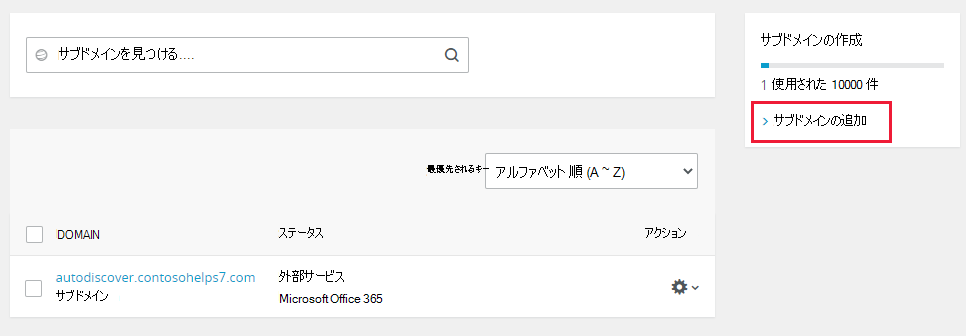 サブドメインを見つける....
サブドメインの作成
1 使用された 10000 件
サブドメインの追加
最優先されるキー
アルファベット 順 (A ~ Z)
DOMAIN
ステータス
アクション
autodiscover.contosohelps7.com
サブドメイン
外部サービス
Microsoft Office 365